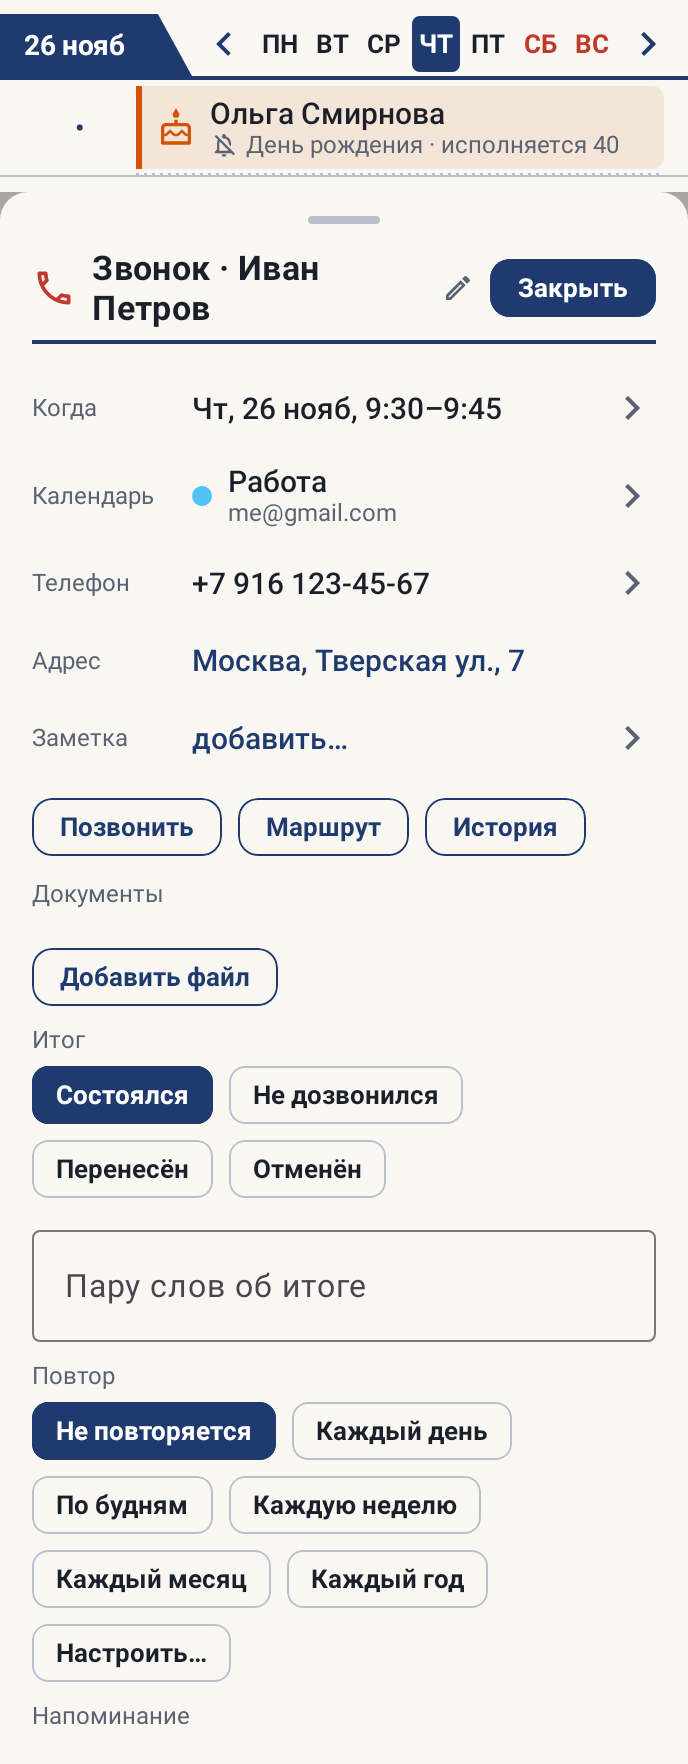 26 нояб
ПН ВТ СР ЧТ ПТ СБ ВС
Ольга Смирнова
День рождения · исполняется 40
Звонок · Иван
Петров
Закрыть
Когда
Чт, 26 нояб, 9:30–9:45
Календарь
Работа
me@gmail.com
Телефон
+7 916 123-45-67
Адрес
Москва, Тверская ул., 7
Заметка
добавить…
Позвонить
Маршрут
История
Документы
Добавить файл
Итог
Состоялся
Не дозвонился
Перенесён
Отменён
Пару слов об итоге
Повтор
Не повторяется
Каждый день
По будням
Каждую неделю
Каждый месяц
Каждый год
Настроить…
Напоминание